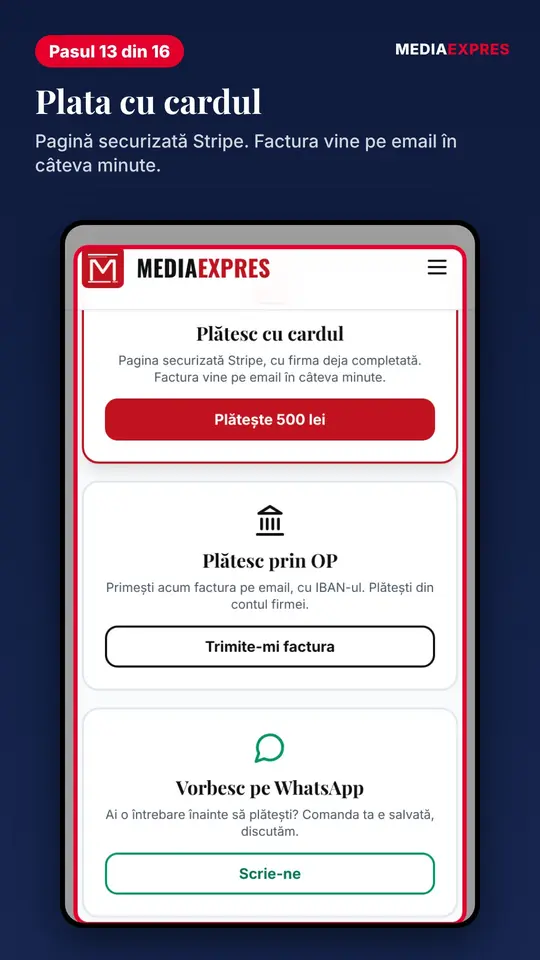 Pasul 13 din 16
MEDIAEXPRES
Plata cu cardul
Pagină securizată Stripe. Factura vine pe email în
câteva minute.
M
MEDIAEXPRES
Plătesc cu cardul
Pagina securizată Stripe, cu firma deja completată.
Factura vine pe email în câteva minute.
Plătește 500 lei
Plătesc prin OP
Primești acum factura pe email, cu IBAN-ul. Plătești din
contul firmei.
Trimite-mi factura
Vorbesc pe WhatsApp
Ai o întrebare înainte să plătești? Comanda ta e salvată,
discutăm.
Scrie-ne